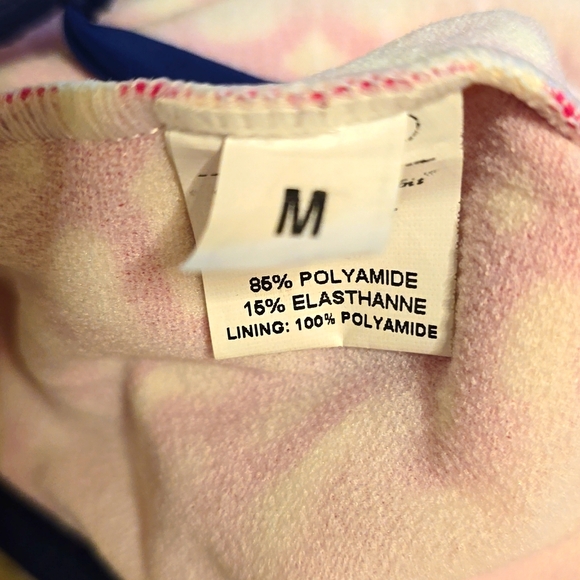 M
85% POLYAMIDE
15% ELASTHANNE
LINING: 100% POLYAMIDE